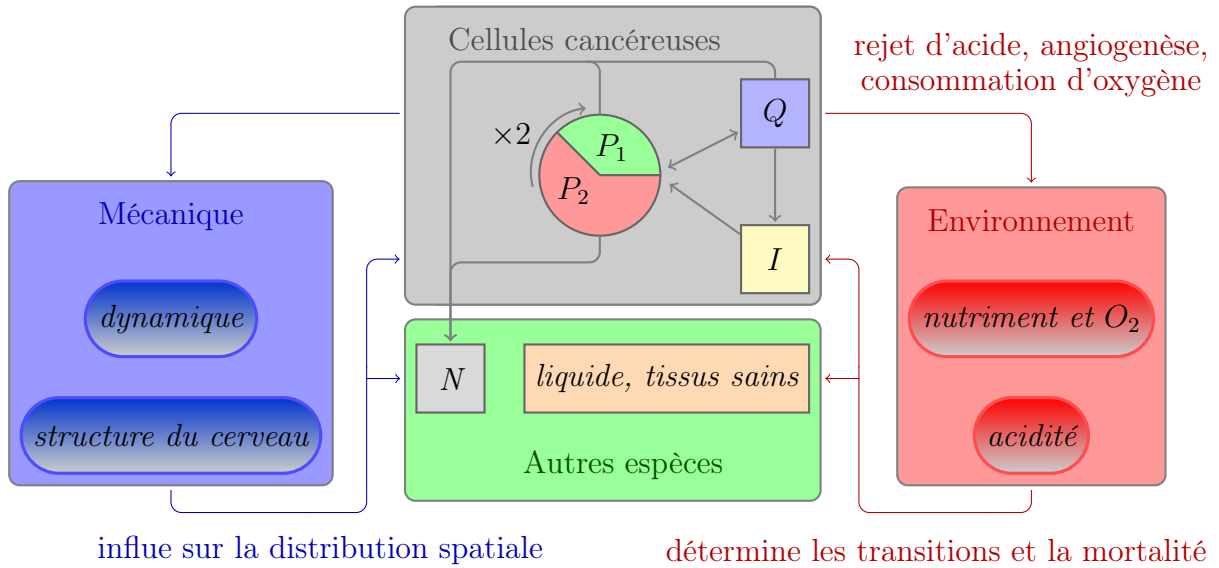 Cellules cancéreuses
rejet d'acide, angiogenèse,
consommation d'oxygène
Q
×2
P1
P2
Mécanique
Environnement
I
dynamique
nutriment et O2
N
liquide, tissus sains
structure du cerveau
acidité
Autres espèces
influe sur la distribution spatiale
détermine les transitions et la mortalité